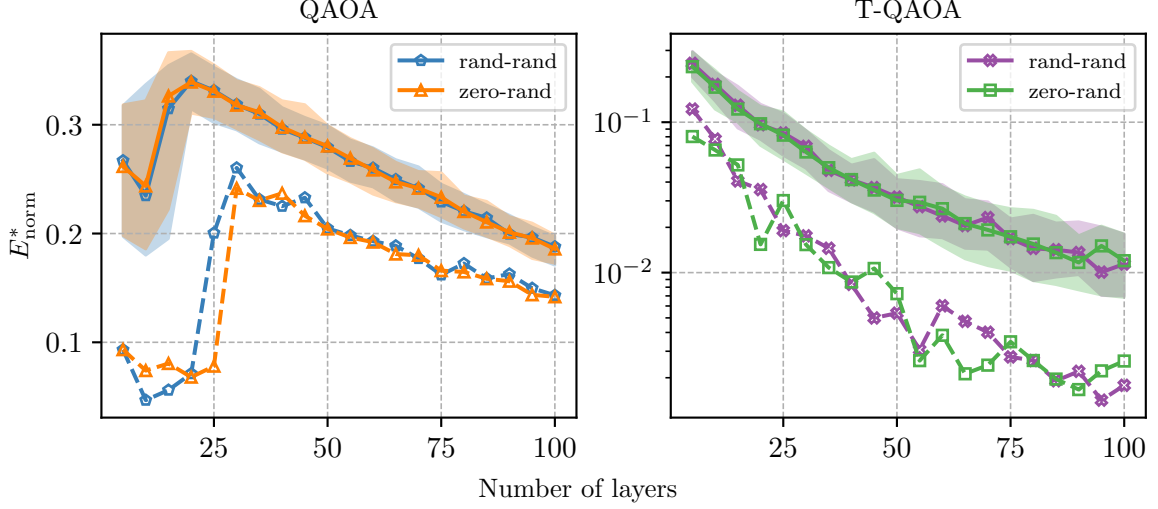 QAOA
T-QAOA
rand-rand
zero-rand
rand-rand
zero-rand
E*norm
0.3
0.2
0.1
10⁻¹
10⁻²
25
50
75
100
25
50
75
100
Number of layers